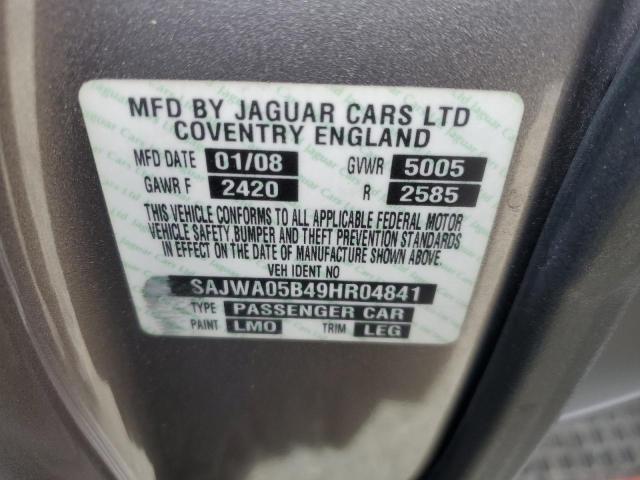 MFD BY JAGUAR CARS LTD
COVENTRY ENGLAND
MFD DATE 01/08 GVWR 5005
GAWR F 2420 R 2585
THIS VEHICLE CONFORMS TO ALL APPLICABLE FEDERAL MOTOR
VEHICLE SAFETY, BUMPER AND THEFT PREVENTION STANDARDS
IN EFFECT ON THE DATE OF MANUFACTURE SHOWN ABOVE.
VEH IDENT NO
SAJWA05B49HR04841
TYPE PASSENGER CAR
PAINT LMO TRIM LEG